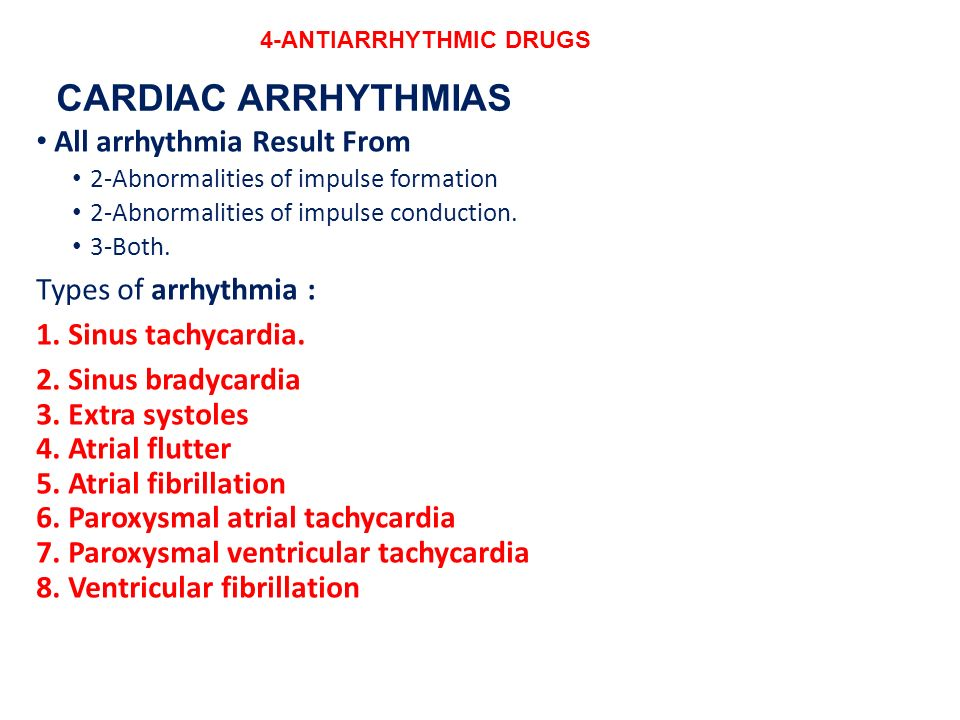 4-ANTIARRHYTHMIC DRUGS
CARDIAC ARRHYTHMIAS
• All arrhythmia Result From
• 2-Abnormalities of impulse formation
• 2-Abnormalities of impulse conduction.
• 3-Both.
Types of arrhythmia :
1. Sinus tachycardia.
2. Sinus bradycardia
3. Extra systoles
4. Atrial flutter
5. Atrial fibrillation
6. Paroxysmal atrial tachycardia
7. Paroxysmal ventricular tachycardia
8. Ventricular fibrillation